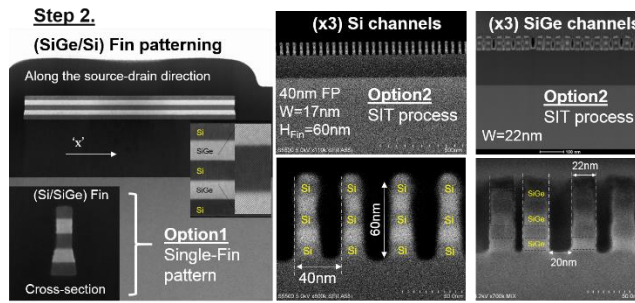 Step 2.
(SiGe/Si) Fin patterning
Along the source-drain direction
'x'
Si
SiGe
Si
SiGe
Si
(Si/SiGe) Fin
Option1
Single-Fin
pattern
Cross-section
(x3) Si channels
40nm FP
W=17nm
HFin=60nm
Option2
SIT process
Si Si Si Si
Si Si Si Si
Si Si Si Si
60nm
40nm
(x3) SiGe channels
Option2
SIT process
W=22nm
22nm
SiGe
SiGe
SiGe
20nm